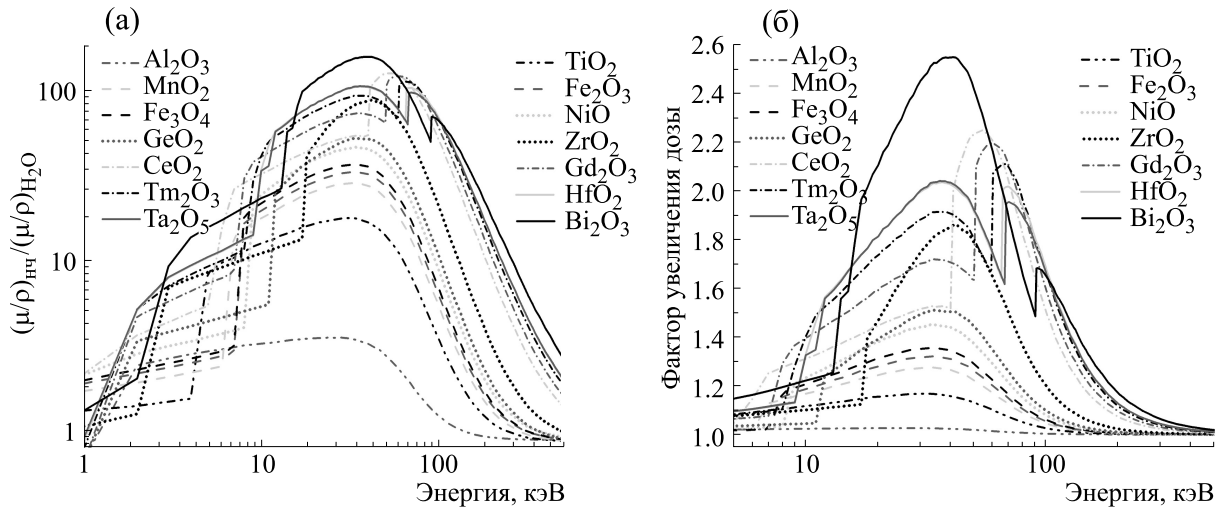 (а)
(μ/ρ)нч/(μ/ρ)H₂O
100
10
1
Al₂O₃
MnO₂
Fe₃O₄
GeO₂
CeO₂
Tm₂O₃
Ta₂O₅
TiO₂
Fe₂O₃
NiO
ZrO₂
Gd₂O₃
HfO₂
Bi₂O₃
1
10
100
Энергия, кэВ
(б)
Фактор увеличения дозы
2.6
2.4
2.2
2.0
1.8
1.6
1.4
1.2
1.0
Al₂O₃
MnO₂
Fe₃O₄
GeO₂
CeO₂
Tm₂O₃
Ta₂O₅
TiO₂
Fe₂O₃
NiO
ZrO₂
Gd₂O₃
HfO₂
Bi₂O₃
10
100
Энергия, кэВ